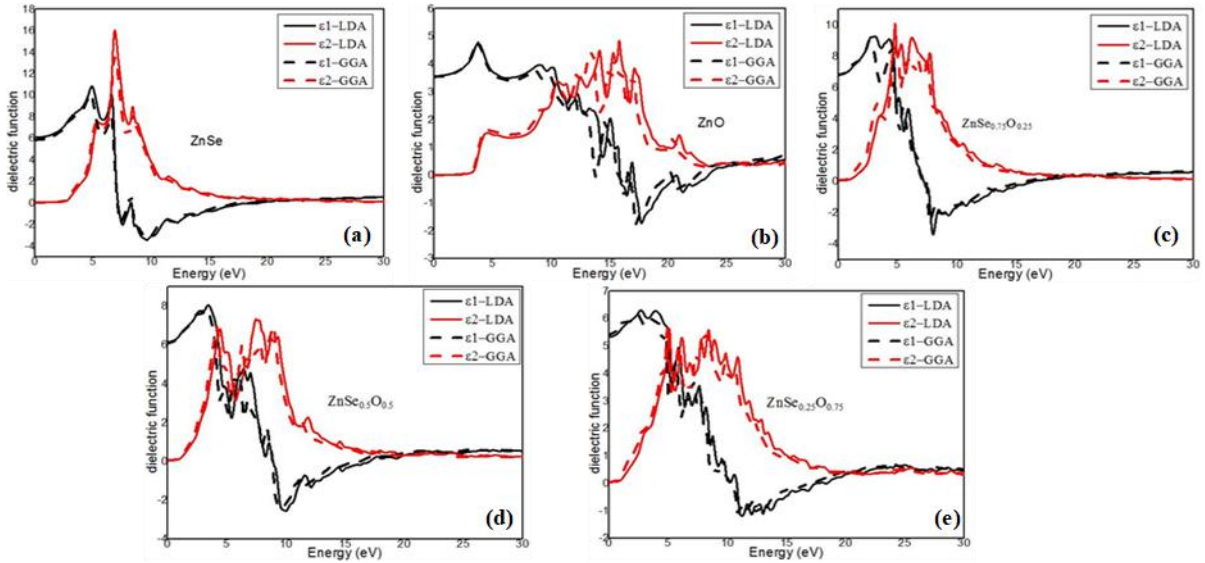 dielectric function
18
16
14
12
10
8
6
4
2
0
-2
-4
ε1-LDA
ε2-LDA
ε1-GGA
ε2-GGA
ZnSe
(a)
0 5 10 15 20 25 30
Energy (eV)
dielectric function
6
5
4
3
2
1
0
-1
-2
-3
ε1-LDA
ε2-LDA
ε1-GGA
ε2-GGA
ZnO
(b)
0 5 10 15 20 25 30
Energy (eV)
dielectric function
10
8
6
4
2
0
-2
-4
ε1-LDA
ε2-LDA
ε1-GGA
ε2-GGA
ZnSe0.75O0.25
(c)
0 5 10 15 20 25 30
Energy (eV)
dielectric function
8
6
4
2
0
-2
-4
ε1-LDA
ε2-LDA
ε1-GGA
ε2-GGA
ZnSe0.5O0.5
(d)
0 5 10 15 20 25 30
Energy (eV)
dielectric function
7
6
5
4
3
2
1
0
-1
-2
ε1-LDA
ε2-LDA
ε1-GGA
ε2-GGA
ZnSe0.25O0.75
(e)
0 5 10 15 20 25 30
Energy (eV)